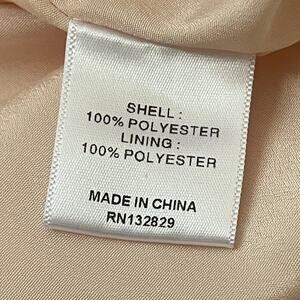 SHELL :
100% POLYESTER
LINING :
100% POLYESTER
MADE IN CHINA
RN132829